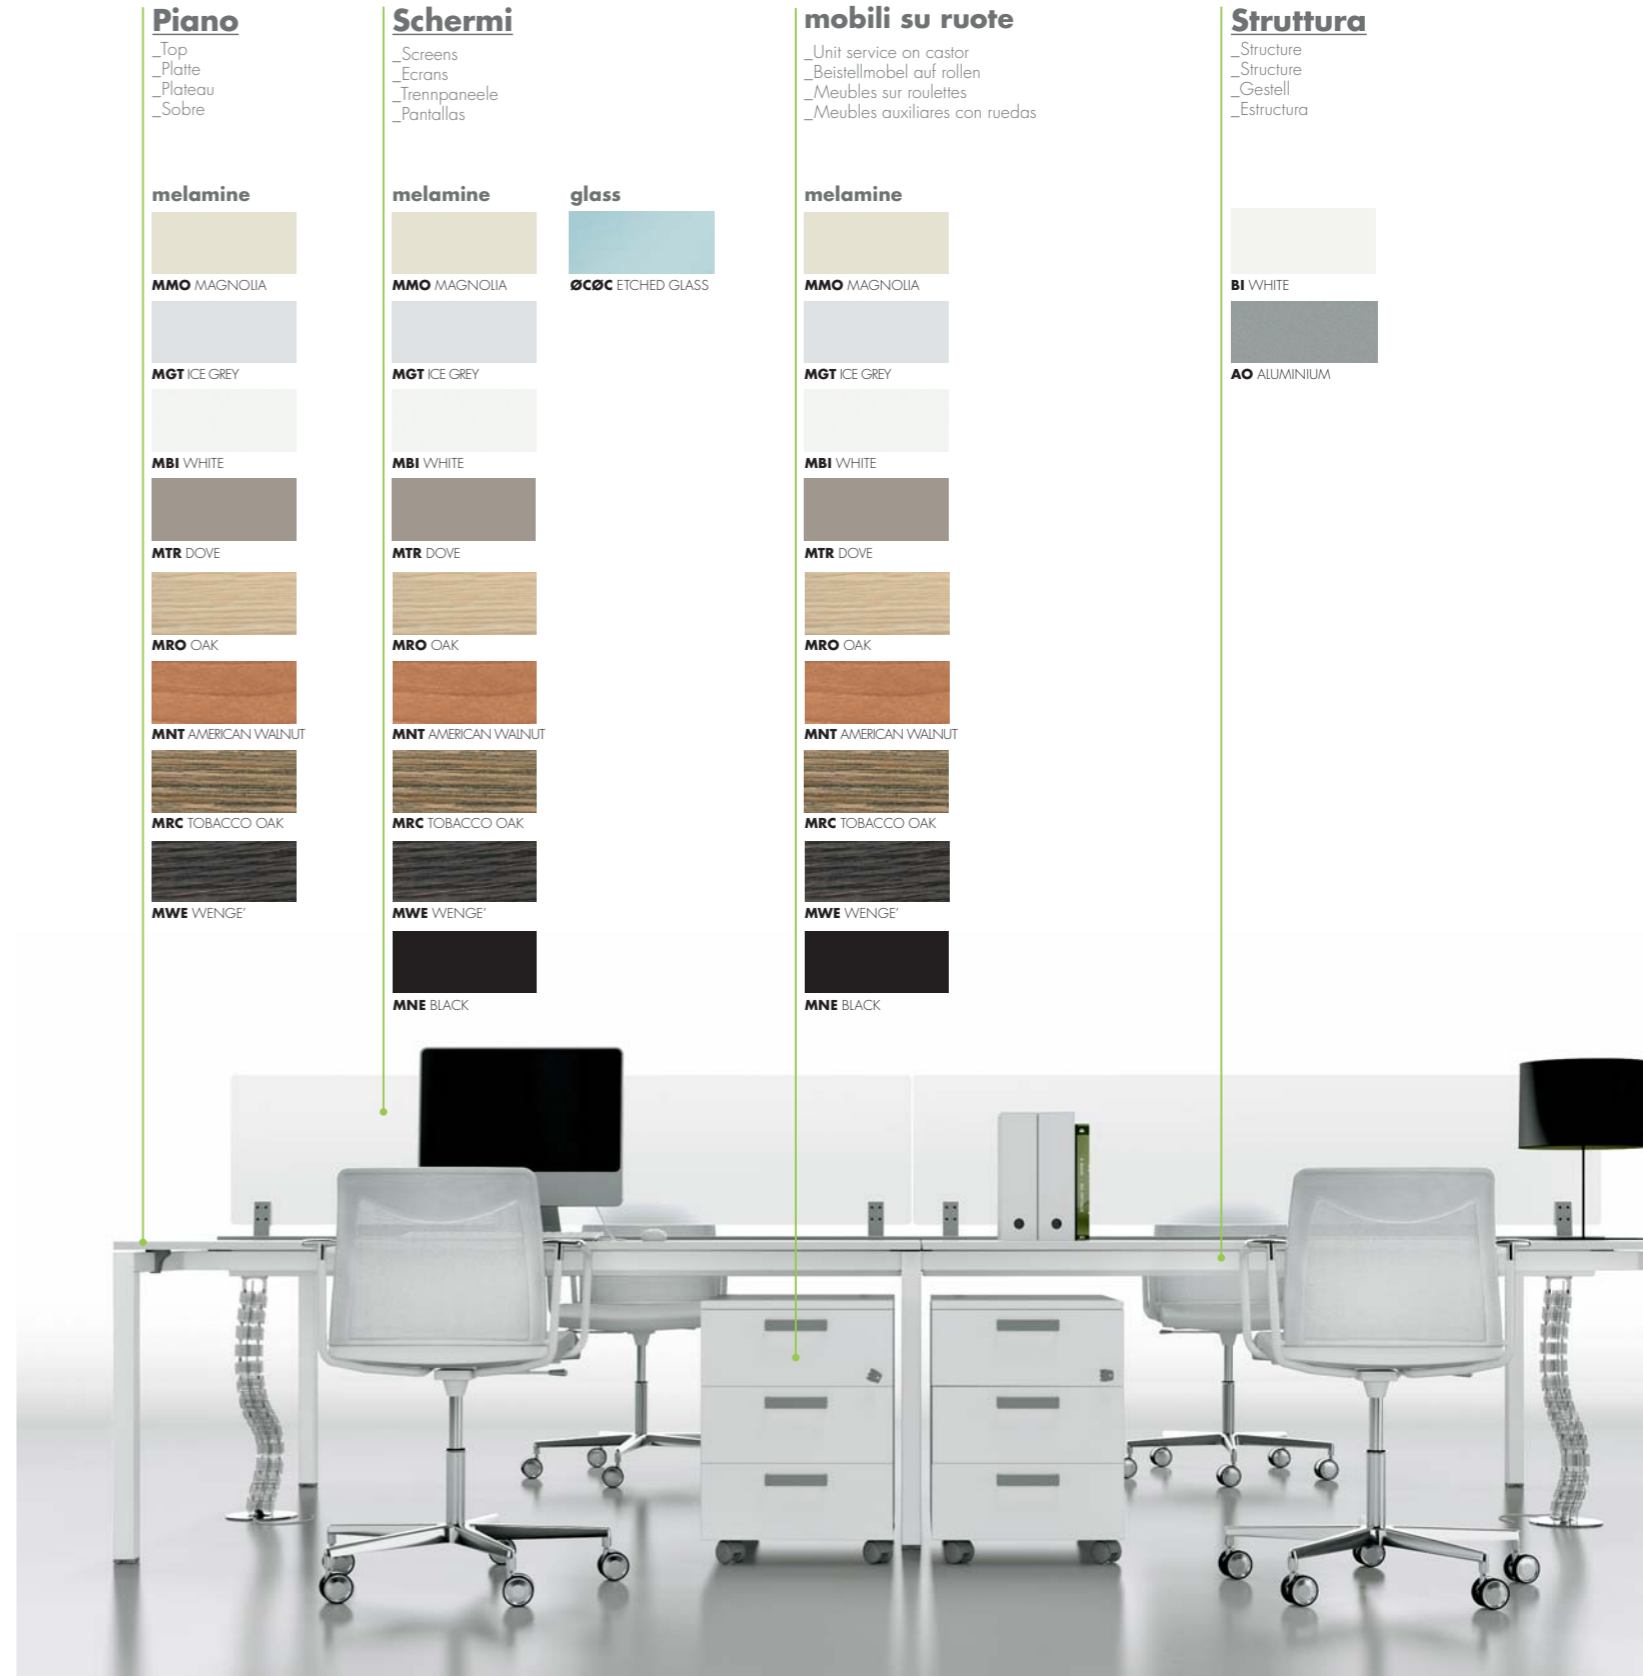 Piano
_Top
_Platte
_Plateau
_Sobre
melamine
MMO MAGNOLIA
MGT ICE GREY
MBI WHITE
MTR DOVE
MRO OAK
MNT AMERICAN WALNUT
MRC TOBACCO OAK
MWE WENGE'
Schermi
_Screens
_Ecrans
_Trennpaneele
_Pantallas
melamine
MMO MAGNOLIA
MGT ICE GREY
MBI WHITE
MTR DOVE
MRO OAK
MNT AMERICAN WALNUT
MRC TOBACCO OAK
MWE WENGE'
MNE BLACK
glass
ØCØC ETCHED GLASS
mobili su ruote
_Unit service on castor
_Beistellmobel auf rollen
_Meubles sur roulettes
_Meubles auxiliares con ruedas
melamine
MMO MAGNOLIA
MGT ICE GREY
MBI WHITE
MTR DOVE
MRO OAK
MNT AMERICAN WALNUT
MRC TOBACCO OAK
MWE WENGE'
MNE BLACK
Struttura
_Structure
_Structure
_Gestell
_Estructura
BI WHITE
AO ALUMINIUM